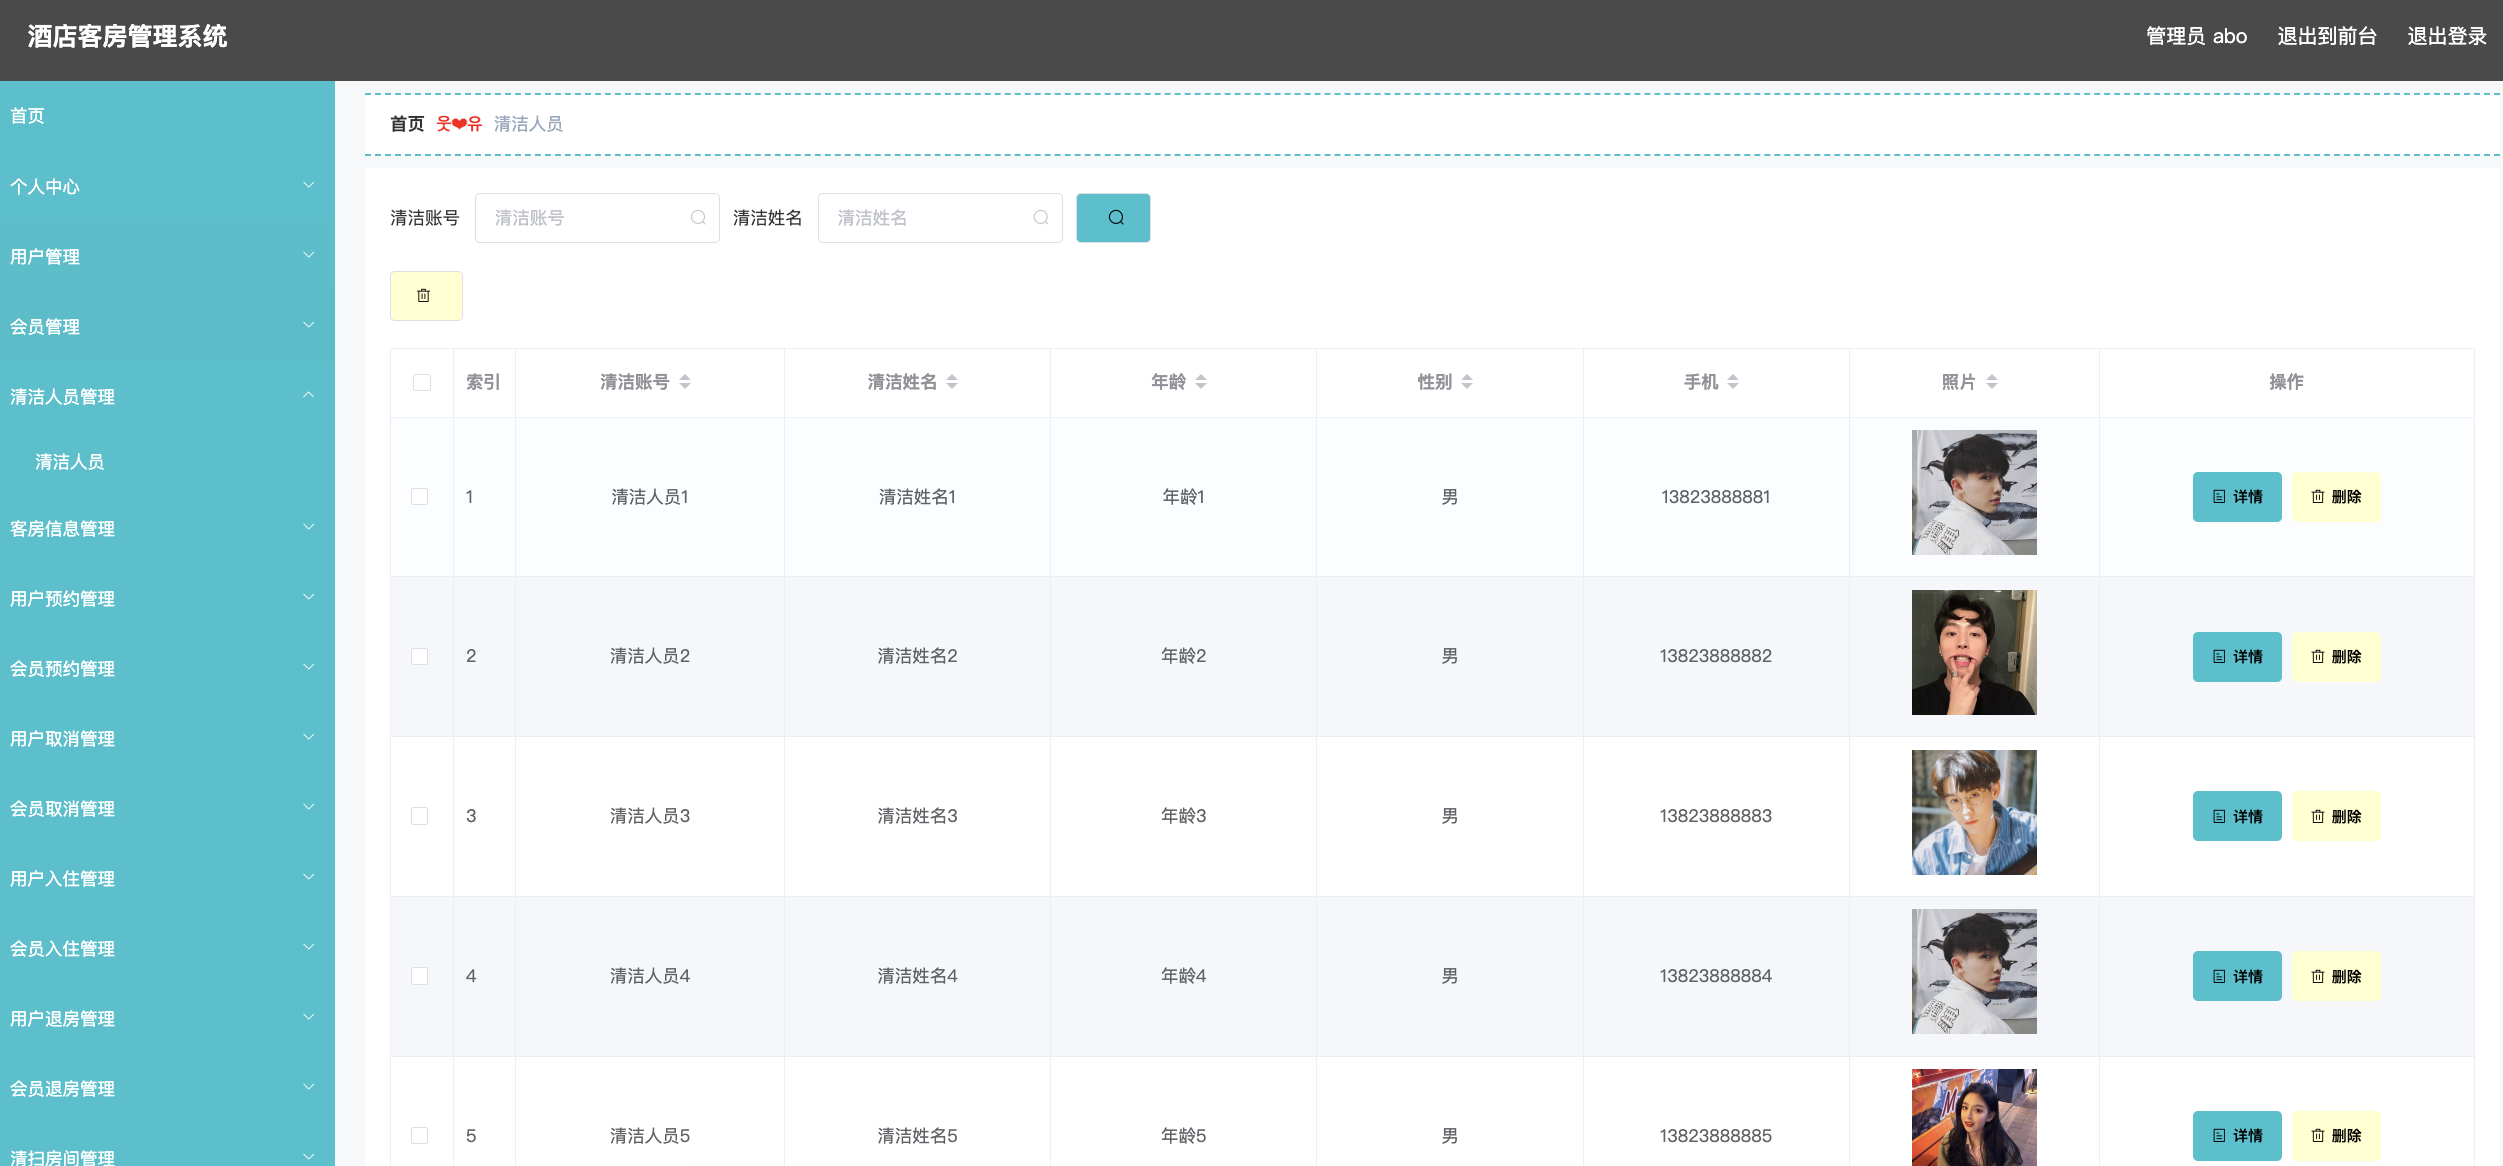 酒店客房管理系统
管理员 abo 退出到前台 退出登录
首页
个人中心
用户管理
会员管理
清洁人员管理
清洁人员
客房信息管理
用户预约管理
会员预约管理
用户取消管理
会员取消管理
用户入住管理
会员入住管理
用户退房管理
会员退房管理
清扫房间管理
首页 웃❤유 清洁人员
清洁账号 清洁账号 清洁姓名 清洁姓名
索引 清洁账号 清洁姓名 年龄 性别 手机 照片 操作
1 清洁人员1 清洁姓名1 年龄1 男 13823888881 详情 删除
2 清洁人员2 清洁姓名2 年龄2 男 13823888882 详情 删除
3 清洁人员3 清洁姓名3 年龄3 男 13823888883 详情 删除
4 清洁人员4 清洁姓名4 年龄4 男 13823888884 详情 删除
5 清洁人员5 清洁姓名5 年龄5 男 13823888885 详情 删除